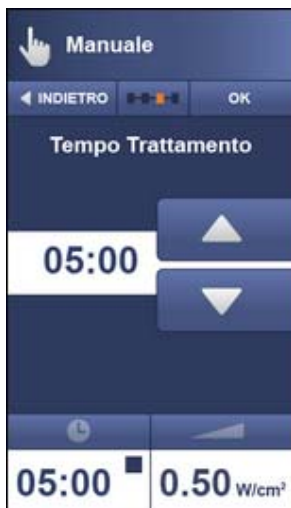 Manuale
INDIETRO OK
Tempo Trattamento
05:00
05:00 0.50 W/cm²